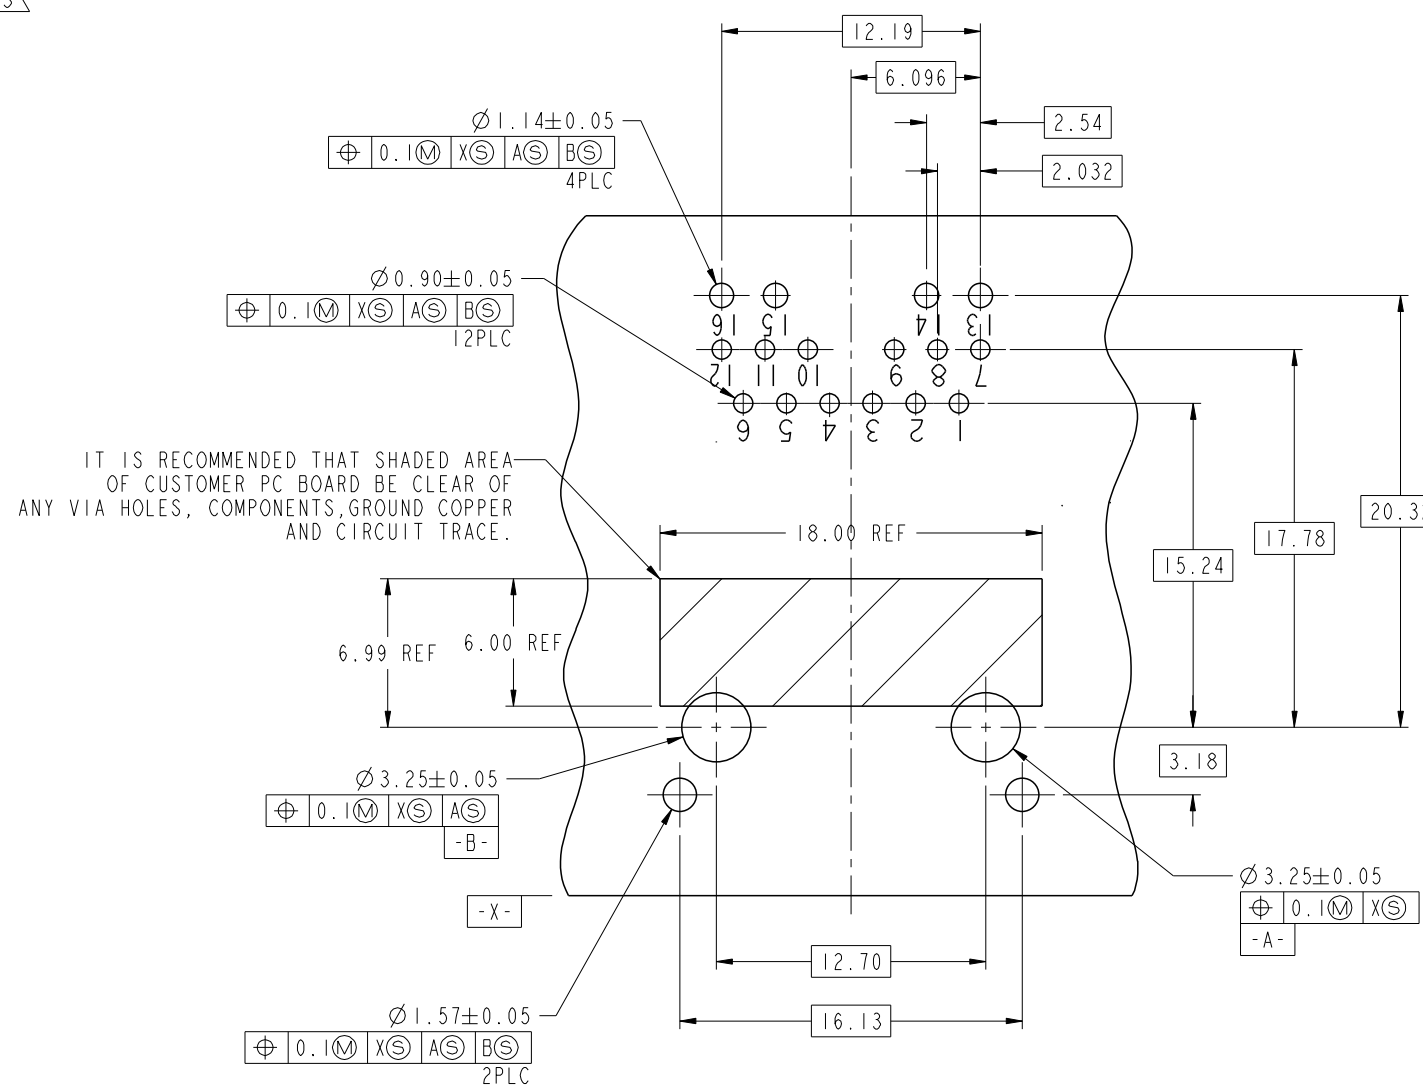 12.19
6.096
2.54
2.032
Ø1.14±0.05
⌖ 0.1Ⓜ XⓈ AⓈ BⓈ
4PLC
Ø0.90±0.05
⌖ 0.1Ⓜ XⓈ AⓈ BⓈ
12PLC
16 15 14 13
12 11 10 9 8 7
6 5 4 3 2 1
IT IS RECOMMENDED THAT SHADED AREA
OF CUSTOMER PC BOARD BE CLEAR OF
ANY VIA HOLES, COMPONENTS,GROUND COPPER
AND CIRCUIT TRACE.
18.00 REF
20.3
17.78
15.24
6.99 REF
6.00 REF
3.18
Ø3.25±0.05
⌖ 0.1Ⓜ XⓈ AⓈ
-B-
Ø3.25±0.05
⌖ 0.1Ⓜ XⓈ
-A-
-X-
12.70
16.13
Ø1.57±0.05
⌖ 0.1Ⓜ XⓈ AⓈ BⓈ
2PLC